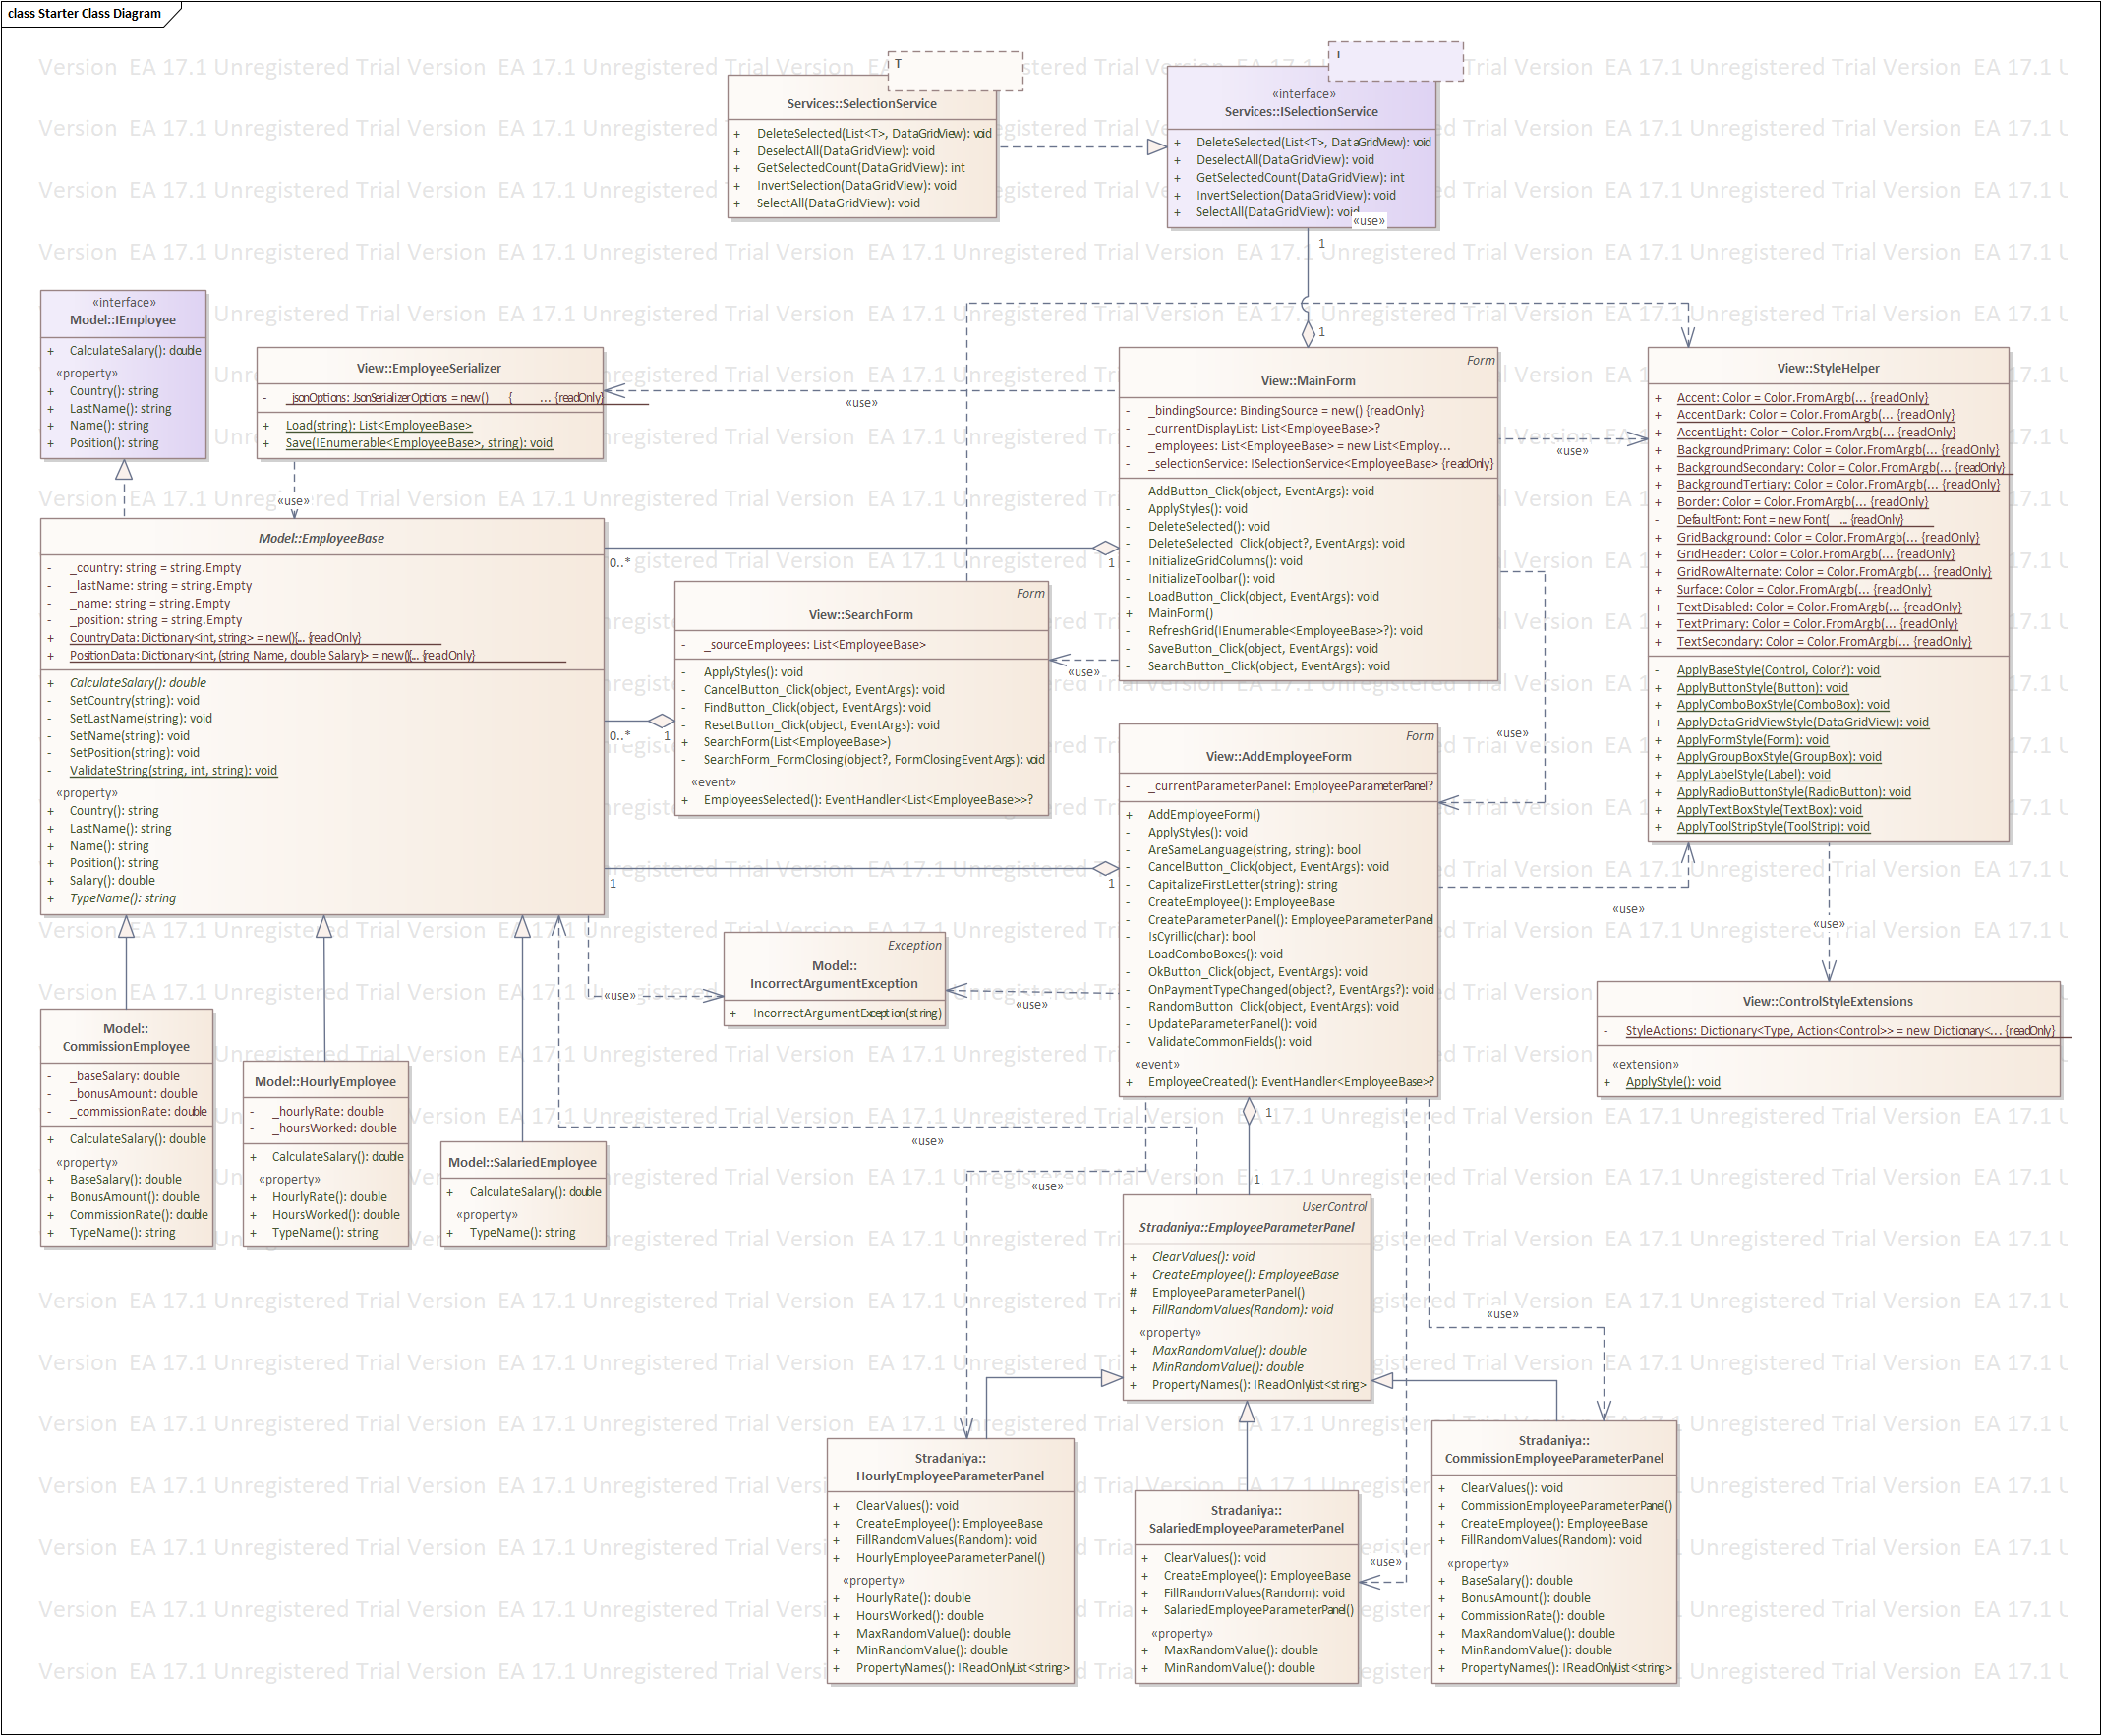 class Starter Class Diagram
T
Services::SelectionService
+ DeleteSelected(List<T>, DataGridView): void
+ DeselectAll(DataGridView): void
+ GetSelectedCount(DataGridView): int
+ InvertSelection(DataGridView): void
+ SelectAll(DataGridView): void
«interface»
Services::ISelectionService
+ DeleteSelected(List<T>, DataGridView): void
+ DeselectAll(DataGridView): void
+ GetSelectedCount(DataGridView): int
+ InvertSelection(DataGridView): void
+ SelectAll(DataGridView): void
«use»
1
1
«interface»
Model::IEmployee
+ CalculateSalary(): double
«property»
+ Country(): string
+ LastName(): string
+ Name(): string
+ Position(): string
View::EmployeeSerializer
- _jsonOptions: JsonSerializerOptions = new() { ... {readOnly}
+ Load(string): List<EmployeeBase>
+ Save(IEnumerable<EmployeeBase>, string): void
«use»
«use»
Form
View::MainForm
- _bindingSource: BindingSource = new() {readOnly}
- _currentDisplayList: List<EmployeeBase>?
- _employees: List<EmployeeBase> = new List<Employ...
- _selectionService: ISelectionService<EmployeeBase> {readOnly}
- AddButton_Click(object, EventArgs): void
- ApplyStyles(): void
- DeleteSelected(): void
- DeleteSelected_Click(object?, EventArgs): void
- InitializeGridColumns(): void
- InitializeToolbar(): void
- LoadButton_Click(object, EventArgs): void
+ MainForm()
- RefreshGrid(IEnumerable<EmployeeBase>?): void
- SaveButton_Click(object, EventArgs): void
- SearchButton_Click(object, EventArgs): void
«use»
View::StyleHelper
+ Accent: Color = Color.FromArgb(... {readOnly}
+ AccentDark: Color = Color.FromArgb(... {readOnly}
+ AccentLight: Color = Color.FromArgb(... {readOnly}
+ BackgroundPrimary: Color = Color.FromArgb(... {readOnly}
+ BackgroundSecondary: Color = Color.FromArgb(... {readOnly}
+ BackgroundTertiary: Color = Color.FromArgb(... {readOnly}
+ Border: Color = Color.FromArgb(... {readOnly}
- DefaultFont: Font = new Font( ... {readOnly}
+ GridBackground: Color = Color.FromArgb(... {readOnly}
+ GridHeader: Color = Color.FromArgb(... {readOnly}
+ GridRowAlternate: Color = Color.FromArgb(... {readOnly}
+ Surface: Color = Color.FromArgb(... {readOnly}
+ TextDisabled: Color = Color.FromArgb(... {readOnly}
+ TextPrimary: Color = Color.FromArgb(... {readOnly}
+ TextSecondary: Color = Color.FromArgb(... {readOnly}
- ApplyBaseStyle(Control, Color?): void
+ ApplyButtonStyle(Button): void
+ ApplyComboBoxStyle(ComboBox): void
+ ApplyDataGridViewStyle(DataGridView): void
+ ApplyFormStyle(Form): void
+ ApplyGroupBoxStyle(GroupBox): void
+ ApplyLabelStyle(Label): void
+ ApplyRadioButtonStyle(RadioButton): void
+ ApplyTextBoxStyle(TextBox): void
+ ApplyToolStripStyle(ToolStrip): void
Model::EmployeeBase
- _country: string = string.Empty
- _lastName: string = string.Empty
- _name: string = string.Empty
- _position: string = string.Empty
+ CountryData: Dictionary<int, string> = new(){... {readOnly}
+ PositionData: Dictionary<int, (string Name, double Salary)> = new(){... {readOnly}
+ CalculateSalary(): double
- SetCountry(string): void
- SetLastName(string): void
- SetName(string): void
- SetPosition(string): void
- ValidateString(string, int, string): void
«property»
+ Country(): string
+ LastName(): string
+ Name(): string
+ Position(): string
+ Salary(): double
+ TypeName(): string
0..*
1
0..*
1
1
1
Form
View::SearchForm
- _sourceEmployees: List<EmployeeBase>
- ApplyStyles(): void
- CancelButton_Click(object, EventArgs): void
- FindButton_Click(object, EventArgs): void
- ResetButton_Click(object, EventArgs): void
+ SearchForm(List<EmployeeBase>)
- SearchForm_FormClosing(object?, FormClosingEventArgs): void
«event»
+ EmployeesSelected(): EventHandler<List<EmployeeBase>>?
«use»
«use»
Form
View::AddEmployeeForm
- _currentParameterPanel: EmployeeParameterPanel?
+ AddEmployeeForm()
- ApplyStyles(): void
- AreSameLanguage(string, string): bool
- CancelButton_Click(object, EventArgs): void
- CapitalizeFirstLetter(string): string
- CreateEmployee(): EmployeeBase
- CreateParameterPanel(): EmployeeParameterPanel
- IsCyrillic(char): bool
- LoadComboBoxes(): void
- OkButton_Click(object, EventArgs): void
- OnPaymentTypeChanged(object?, EventArgs?): void
- RandomButton_Click(object, EventArgs): void
- UpdateParameterPanel(): void
- ValidateCommonFields(): void
«event»
+ EmployeeCreated(): EventHandler<EmployeeBase>?
«use»
«use»
Exception
Model::
IncorrectArgumentException
+ IncorrectArgumentException(string)
«use»
«use»
View::ControlStyleExtensions
- StyleActions: Dictionary<Type, Action<Control>> = new Dictionary<... {readOnly}
«extension»
+ ApplyStyle(): void
Model::
CommissionEmployee
- _baseSalary: double
- _bonusAmount: double
- _commissionRate: double
+ CalculateSalary(): double
«property»
+ BaseSalary(): double
+ BonusAmount(): double
+ CommissionRate(): double
+ TypeName(): string
Model::HourlyEmployee
- _hourlyRate: double
- _hoursWorked: double
+ CalculateSalary(): double
«property»
+ HourlyRate(): double
+ HoursWorked(): double
+ TypeName(): string
Model::SalariedEmployee
+ CalculateSalary(): double
«property»
+ TypeName(): string
«use»
«use»
1
1
UserControl
Stradaniya::EmployeeParameterPanel
+ ClearValues(): void
+ CreateEmployee(): EmployeeBase
# EmployeeParameterPanel()
+ FillRandomValues(Random): void
«property»
+ MaxRandomValue(): double
+ MinRandomValue(): double
+ PropertyNames(): IReadOnlyList<string>
«use»
Stradaniya::
HourlyEmployeeParameterPanel
+ ClearValues(): void
+ CreateEmployee(): EmployeeBase
+ FillRandomValues(Random): void
+ HourlyEmployeeParameterPanel()
«property»
+ HourlyRate(): double
+ HoursWorked(): double
+ MaxRandomValue(): double
+ MinRandomValue(): double
+ PropertyNames(): IReadOnlyList<string>
Stradaniya::
SalariedEmployeeParameterPanel
+ ClearValues(): void
+ CreateEmployee(): EmployeeBase
+ FillRandomValues(Random): void
+ SalariedEmployeeParameterPanel()
«property»
+ MaxRandomValue(): double
+ MinRandomValue(): double
«use»
Stradaniya::
CommissionEmployeeParameterPanel
+ ClearValues(): void
+ CommissionEmployeeParameterPanel()
+ CreateEmployee(): EmployeeBase
+ FillRandomValues(Random): void
«property»
+ BaseSalary(): double
+ BonusAmount(): double
+ CommissionRate(): double
+ MaxRandomValue(): double
+ MinRandomValue(): double
+ PropertyNames(): IReadOnlyList<string>